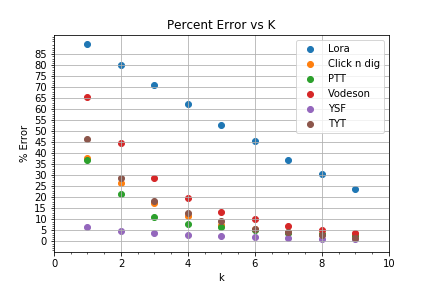 Percent Error vs K
% Error
85
80
75
70
65
60
55
50
45
40
35
30
25
20
15
10
5
0
Lora
Click n dig
PTT
Vodeson
YSF
TYT
0 2 4 6 8 10
k